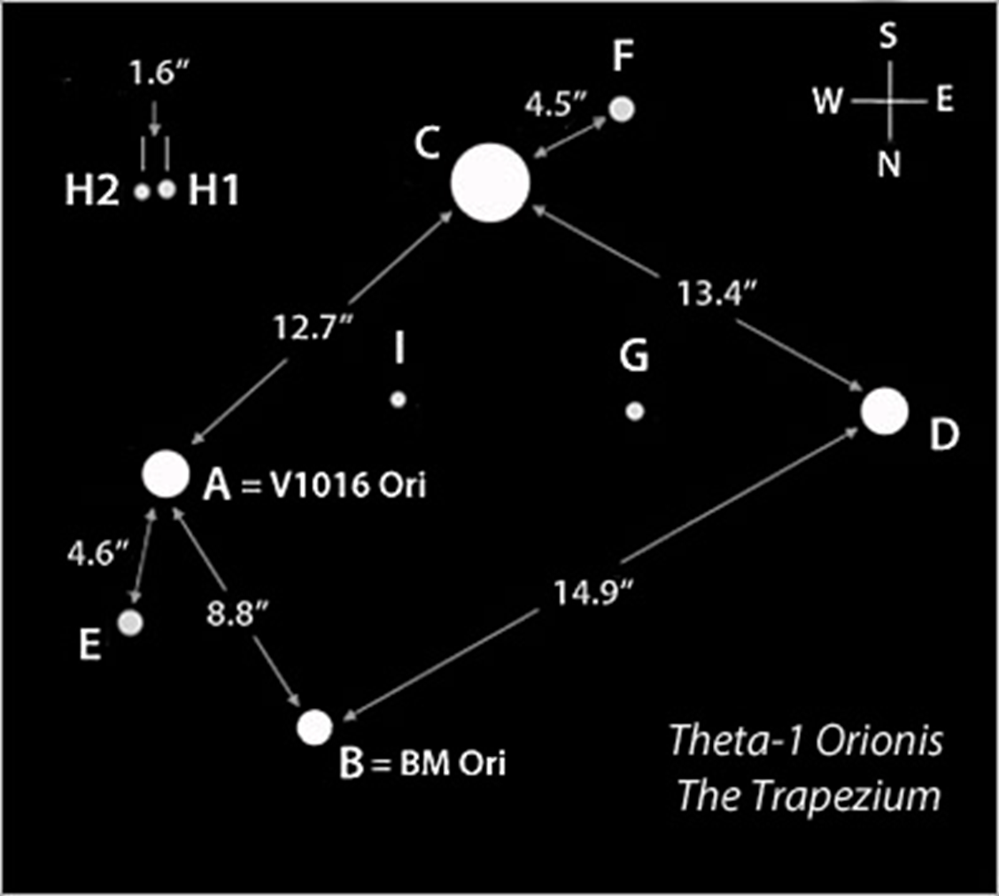 S
W E
N
F
1.6”
4.5”
C
H2 H1
13.4”
12.7”
I
G
D
A = V1016 Ori
4.6”
8.8”
14.9”
E
B = BM Ori
Theta-1 Orionis
The Trapezium